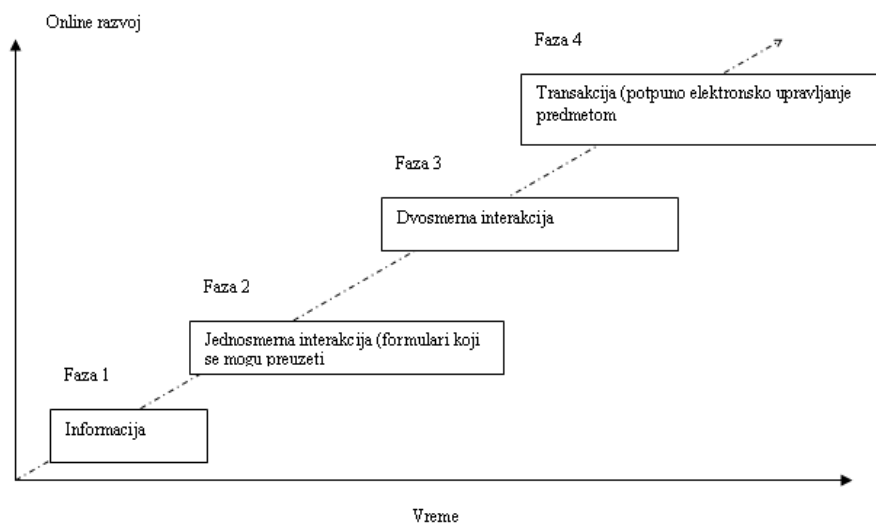 Online razvoj
Faza 4
Transakcija (potpuno elektronsko upravljanje
predmetom
Faza 3
Dvosmerna interakcija
Faza 2
Jednosmerna interakcija (formulari koji
se mogu preuzeti
Faza 1
Informacija
Vreme